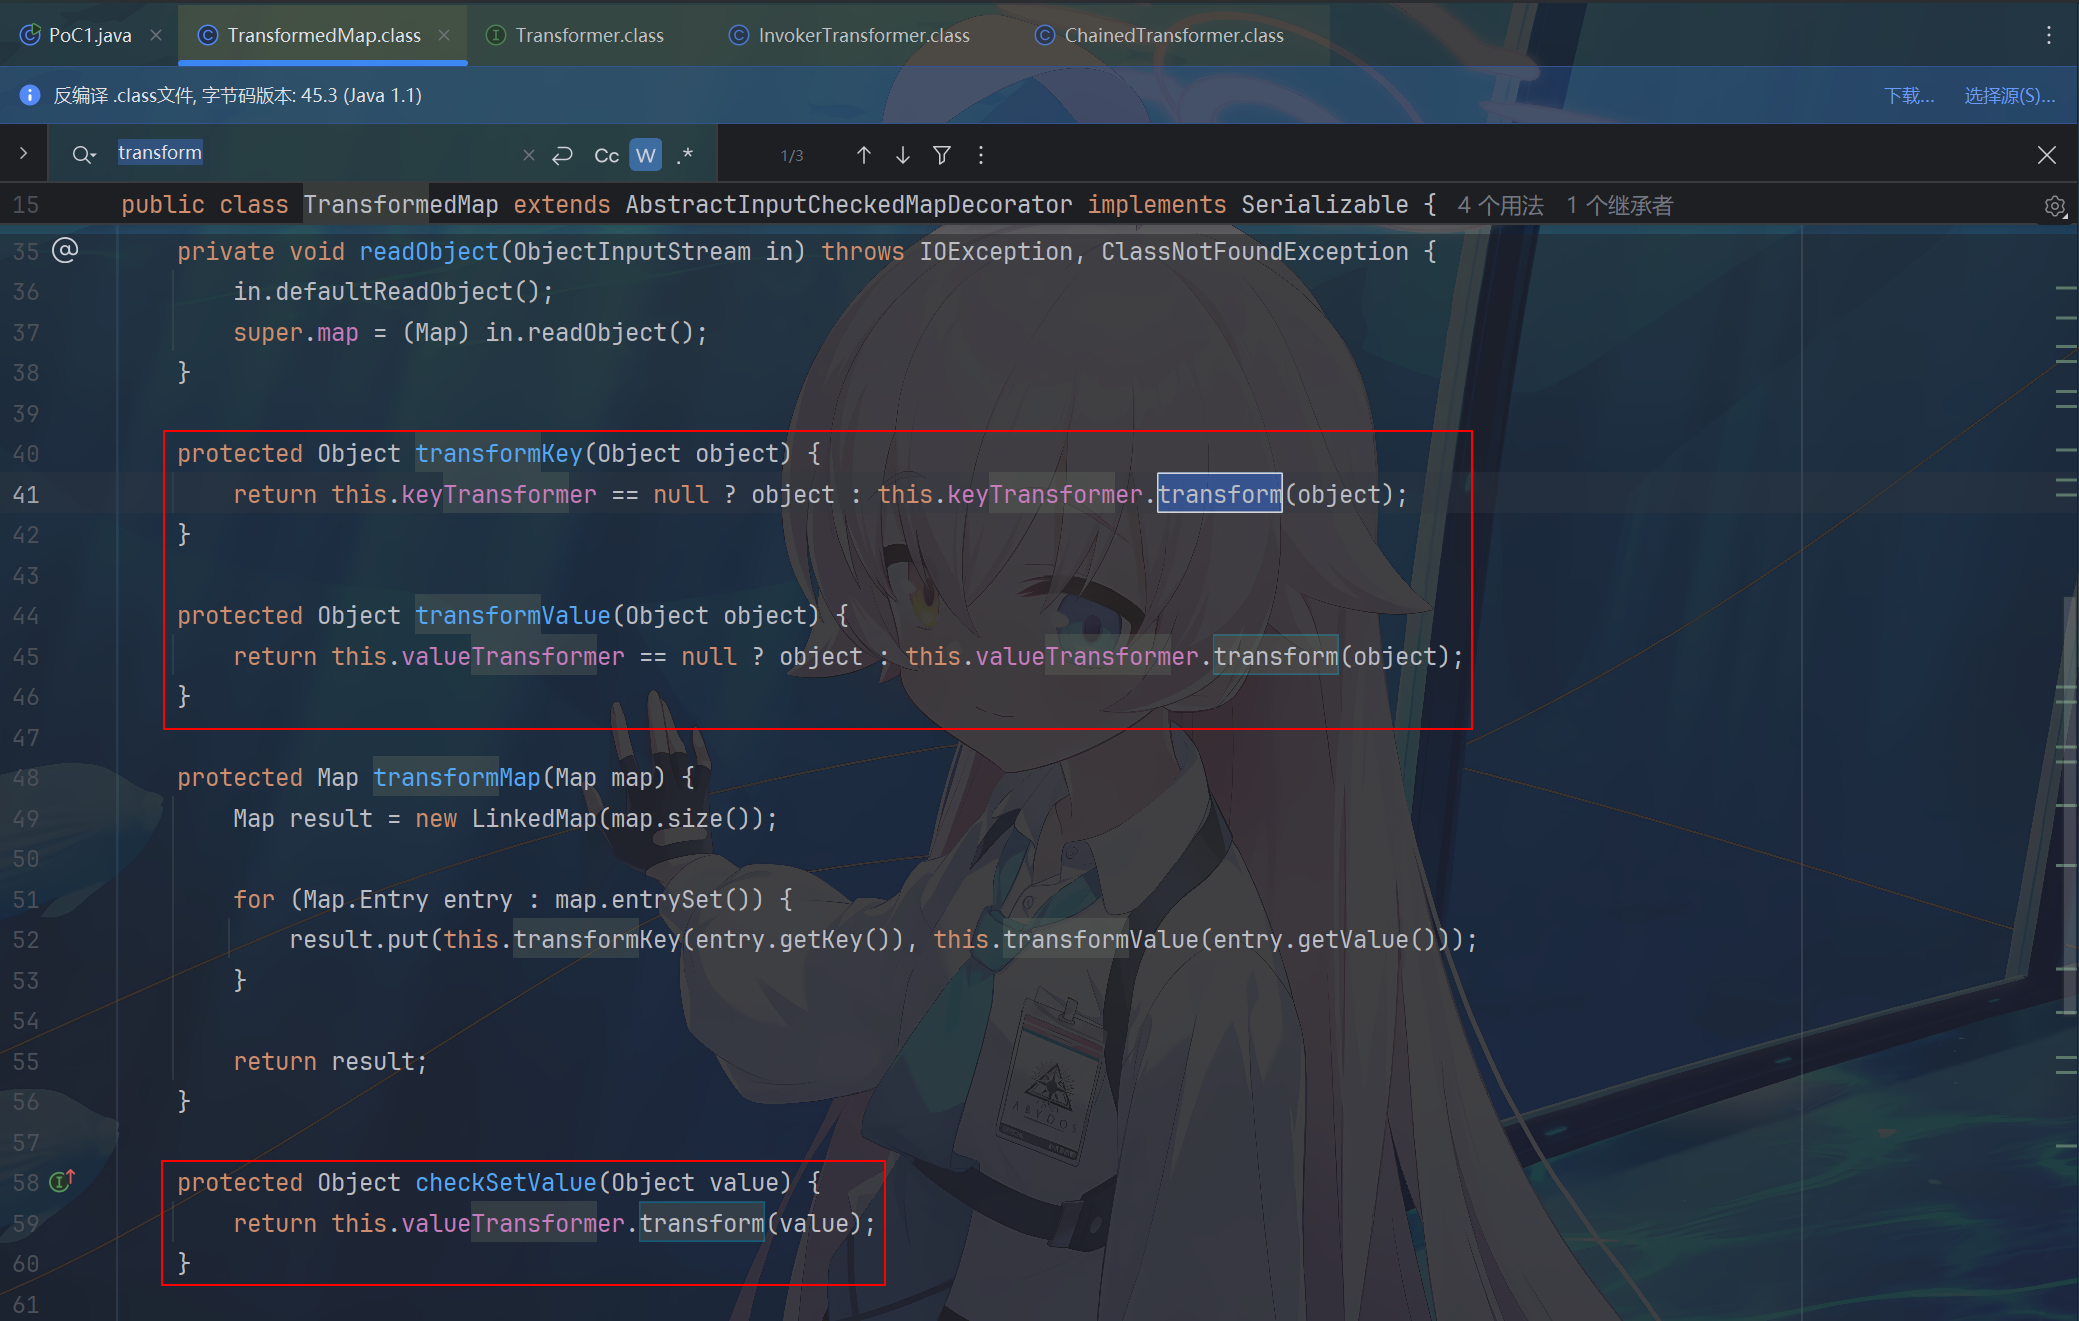 PoC1.java TransformedMap.class Transformer.class InvokerTransformer.class ChainedTransformer.class
反编译 .class文件, 字节码版本: 45.3 (Java 1.1) 下载... 选择源(S)...
transform Cc W .* 1/3
15 public class TransformedMap extends AbstractInputCheckedMapDecorator implements Serializable { 4 个用法 1 个继承者
35 private void readObject(ObjectInputStream in) throws IOException, ClassNotFoundException {
36 in.defaultReadObject();
37 super.map = (Map) in.readObject();
38 }
39
40 protected Object transformKey(Object object) {
41 return this.keyTransformer == null ? object : this.keyTransformer.transform(object);
42 }
43
44 protected Object transformValue(Object object) {
45 return this.valueTransformer == null ? object : this.valueTransformer.transform(object);
46 }
47
48 protected Map transformMap(Map map) {
49 Map result = new LinkedMap(map.size());
50
51 for (Map.Entry entry : map.entrySet()) {
52 result.put(this.transformKey(entry.getKey()), this.transformValue(entry.getValue()));
53 }
54
55 return result;
56 }
57
58 protected Object checkSetValue(Object value) {
59 return this.valueTransformer.transform(value);
60 }
61
ABYDOS